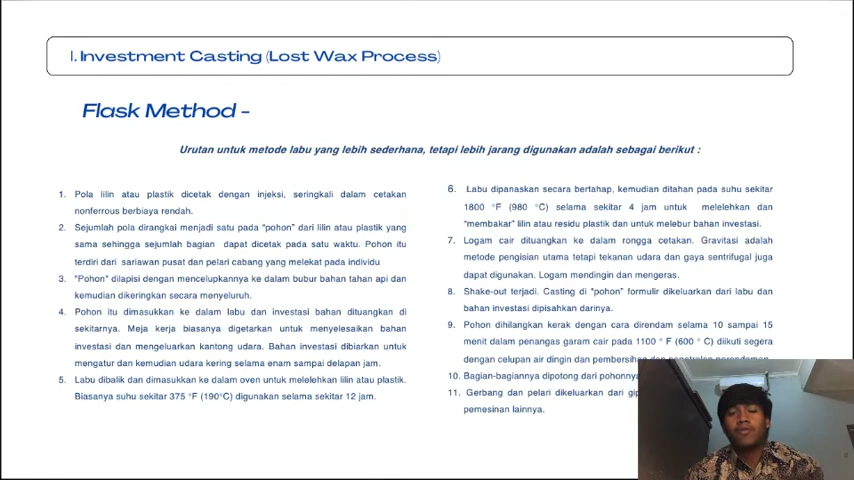 I. Investment Casting (Lost Wax Process)
Flask Method -
Urutan untuk metode labu yang lebih sederhana, tetapi lebih jarang digunakan adalah sebagai berikut :
1. Pola lilin atau plastik dicetak dengan injeksi, seringkali dalam cetakan
nonferrous berbiaya rendah.
2. Sejumlah pola dirangkai menjadi satu pada "pohon" dari lilin atau plastik yang
sama sehingga sejumlah bagian dapat dicetak pada satu waktu. Pohon itu
terdiri dari sariawan pusat dan pelari cabang yang melekat pada individu
3. "Pohon" dilapisi dengan mencelupkannya ke dalam bubur bahan tahan api dan
kemudian dikeringkan secara menyeluruh.
4. Pohon itu dimasukkan ke dalam labu dan investasi bahan dituangkan di
sekitarnya. Meja kerja biasanya digetarkan untuk menyelesaikan bahan
investasi dan mengeluarkan kantong udara. Bahan investasi dibiarkan untuk
mengatur dan kemudian udara kering selama enam sampai delapan jam.
5. Labu dibalik dan dimasukkan ke dalam oven untuk melelehkan lilin atau plastik.
Biasanya suhu sekitar 375 °F (190°C) digunakan selama sekitar 12 jam.
6. Labu dipanaskan secara bertahap, kemudian ditahan pada suhu sekitar
1800 °F (980 °C) selama sekitar 4 jam untuk melelehkan dan
"membakar" lilin atau residu plastik dan untuk melebur bahan investasi.
7. Logam cair dituangkan ke dalam rongga cetakan. Gravitasi adalah
metode pengisian utama tetapi tekanan udara dan gaya sentrifugal juga
dapat digunakan. Logam mendingin dan mengeras.
8. Shake-out terjadi. Casting di "pohon" formulir dikeluarkan dari labu dan
bahan investasi dipisahkan darinya.
9. Pohon dihilangkan kerak dengan cara direndam selama 10 sampai 15
menit dalam penangas garam cair pada 1100 ° F (600 ° C) diikuti segera
dengan celupan air dingin dan pembersihan dan penetralan perendaman.
10. Bagian-bagiannya dipotong dari pohonnya
11. Gerbang dan pelari dikeluarkan dari
pemesinan lainnya.